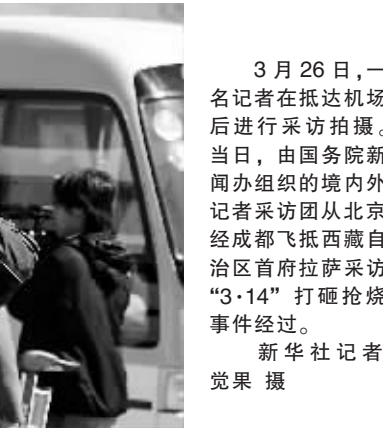 3 月 26 日，一
名记者在抵达机场
后进行采访拍摄。
当日，由国务院新
闻办组织的境内外
记者采访团从北京
经成都飞抵西藏自
治区首府拉萨采访
“3·14”打砸抢烧
事件经过。
新华社记者
觉果 摄